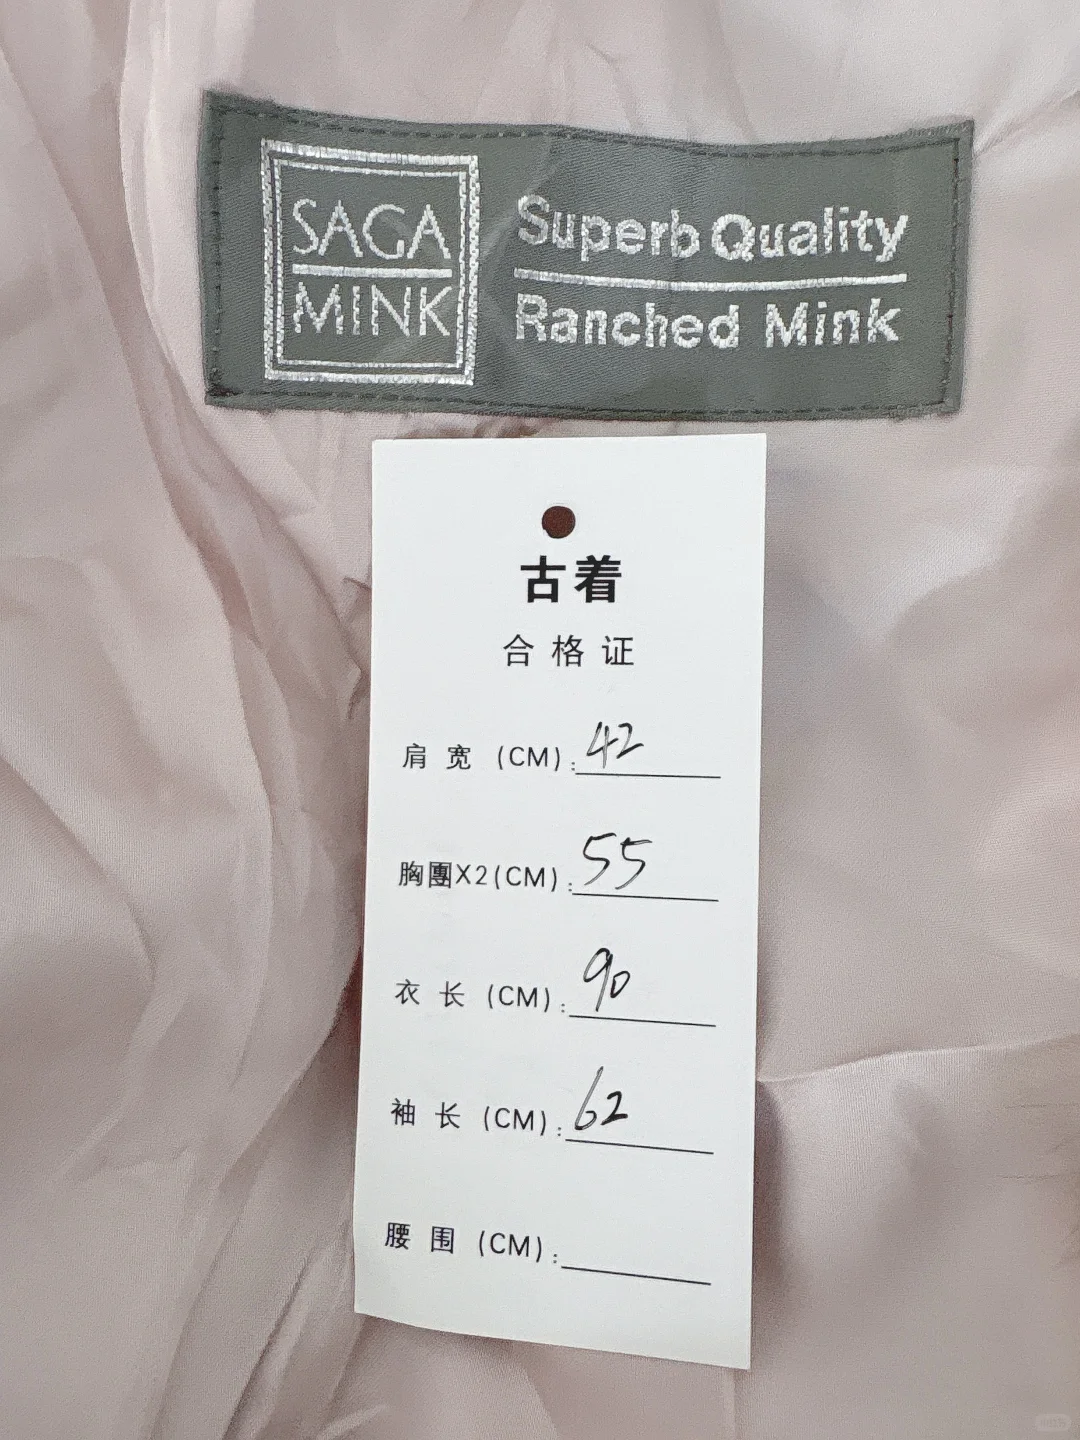 SAGA
MINK
Superb Quality
Ranched Mink
古着
合格证
肩宽(CM):42
胸團X2(CM):55
衣长(CM):90
袖长(CM):62
腰围(CM):